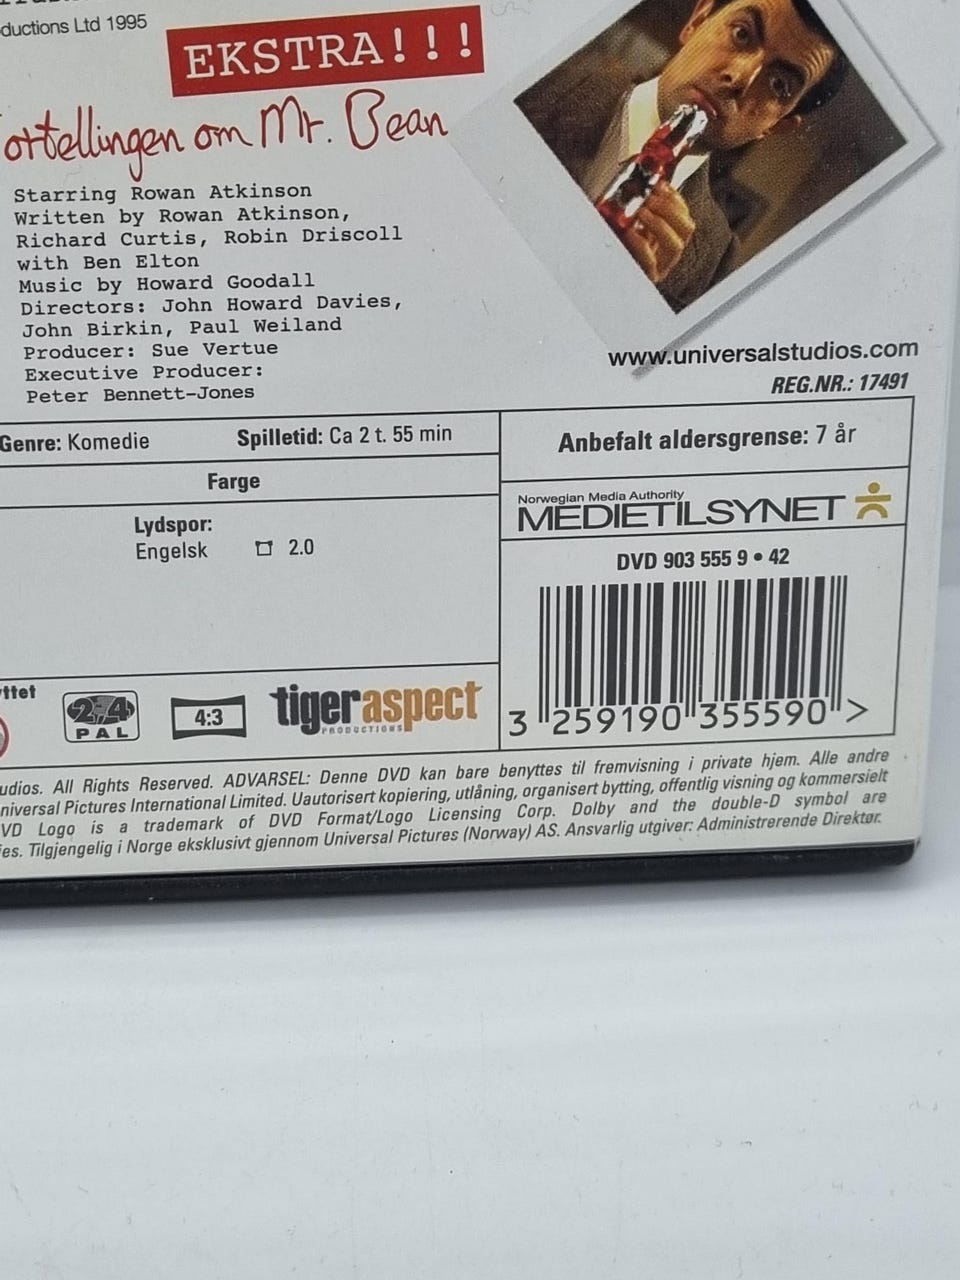 ductions Ltd 1995
EKSTRA!!!
ortellingen om Mr. Bean
Starring Rowan Atkinson
Written by Rowan Atkinson,
Richard Curtis, Robin Driscoll
with Ben Elton
Music by Howard Goodall
Directors: John Howard Davies,
John Birkin, Paul Weiland
Producer: Sue Vertue
Executive Producer:
Peter Bennett-Jones
www.universalstudios.com
REG.NR.: 17491
Genre: Komedie Spilletid: Ca 2 t. 55 min
Farge
Lydspor:
Engelsk 2.0
Anbefalt aldersgrense: 7 år
Norwegian Media Authority
MEDIETILSYNET
DVD 903 555 9 • 42
3 259190 355590 >
ttet
2 4
PAL
4:3
tigeraspect
PRODUCTIONS
udios. All Rights Reserved. ADVARSEL: Denne DVD kan bare benyttes til fremvisning i private hjem. Alle andre
niversal Pictures International Limited. Uautorisert kopiering, utlåning, organisert bytting, offentlig visning og kommersielt
VD Logo is a trademark of DVD Format/Logo Licensing Corp. Dolby and the double-D symbol are
ies. Tilgjengelig i Norge eksklusivt gjennom Universal Pictures (Norway) AS. Ansvarlig utgiver: Administrerende Direktør.